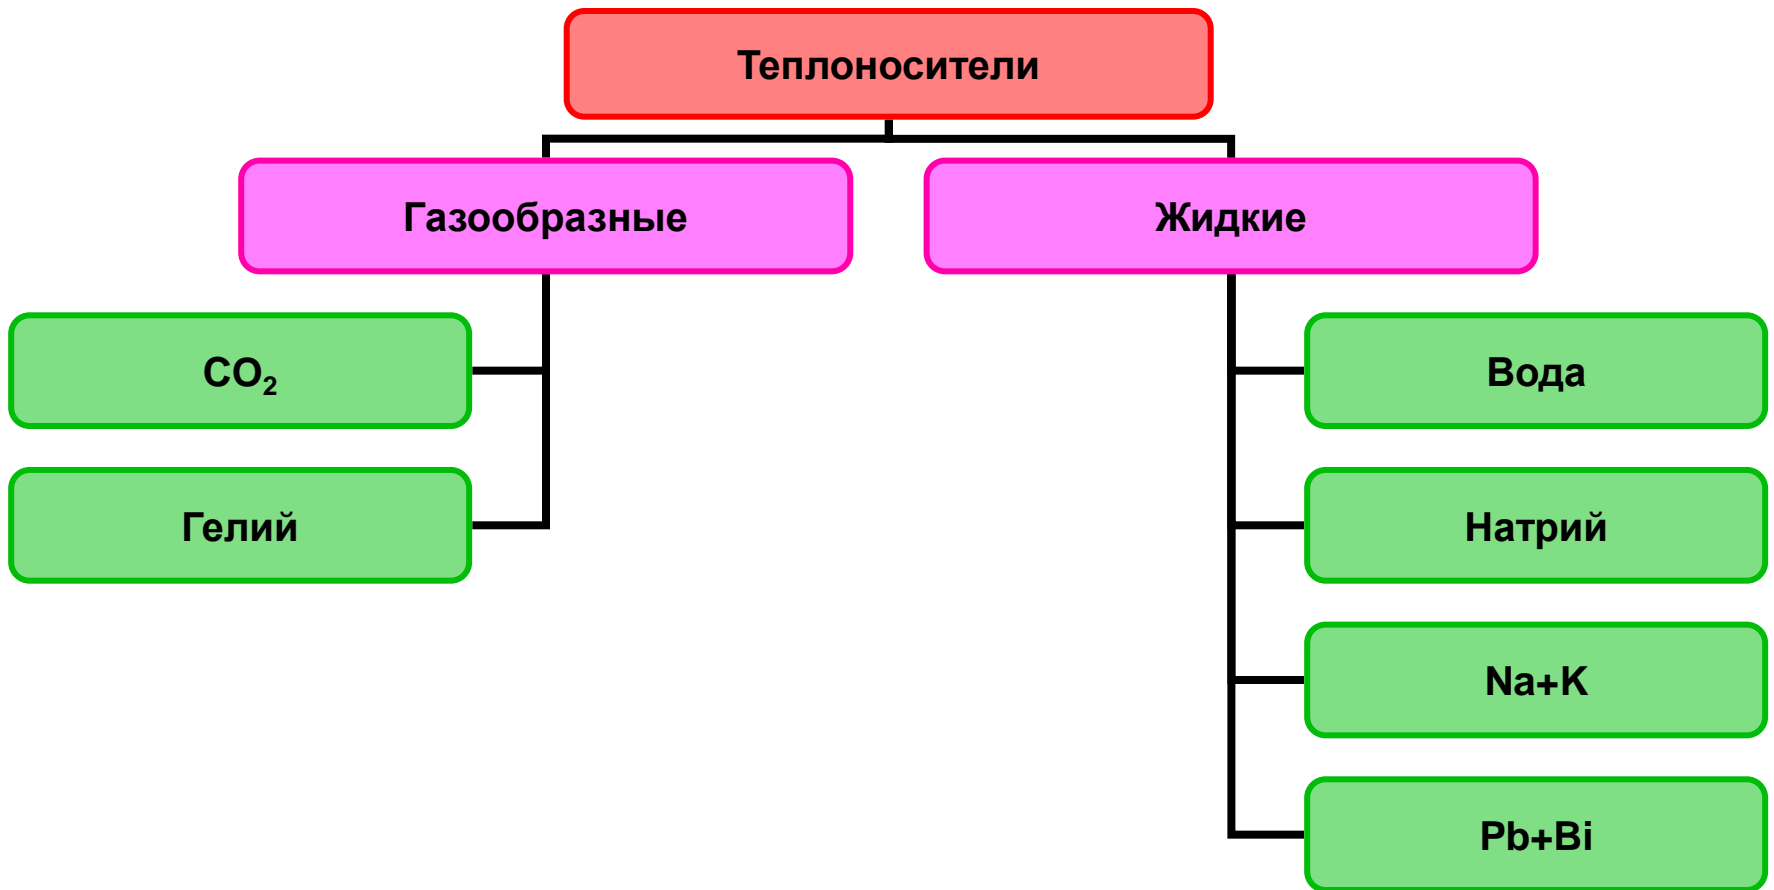 Теплоносители
Газообразные
Жидкие
CO₂
Вода
Гелий
Натрий
Na+K
Pb+Bi